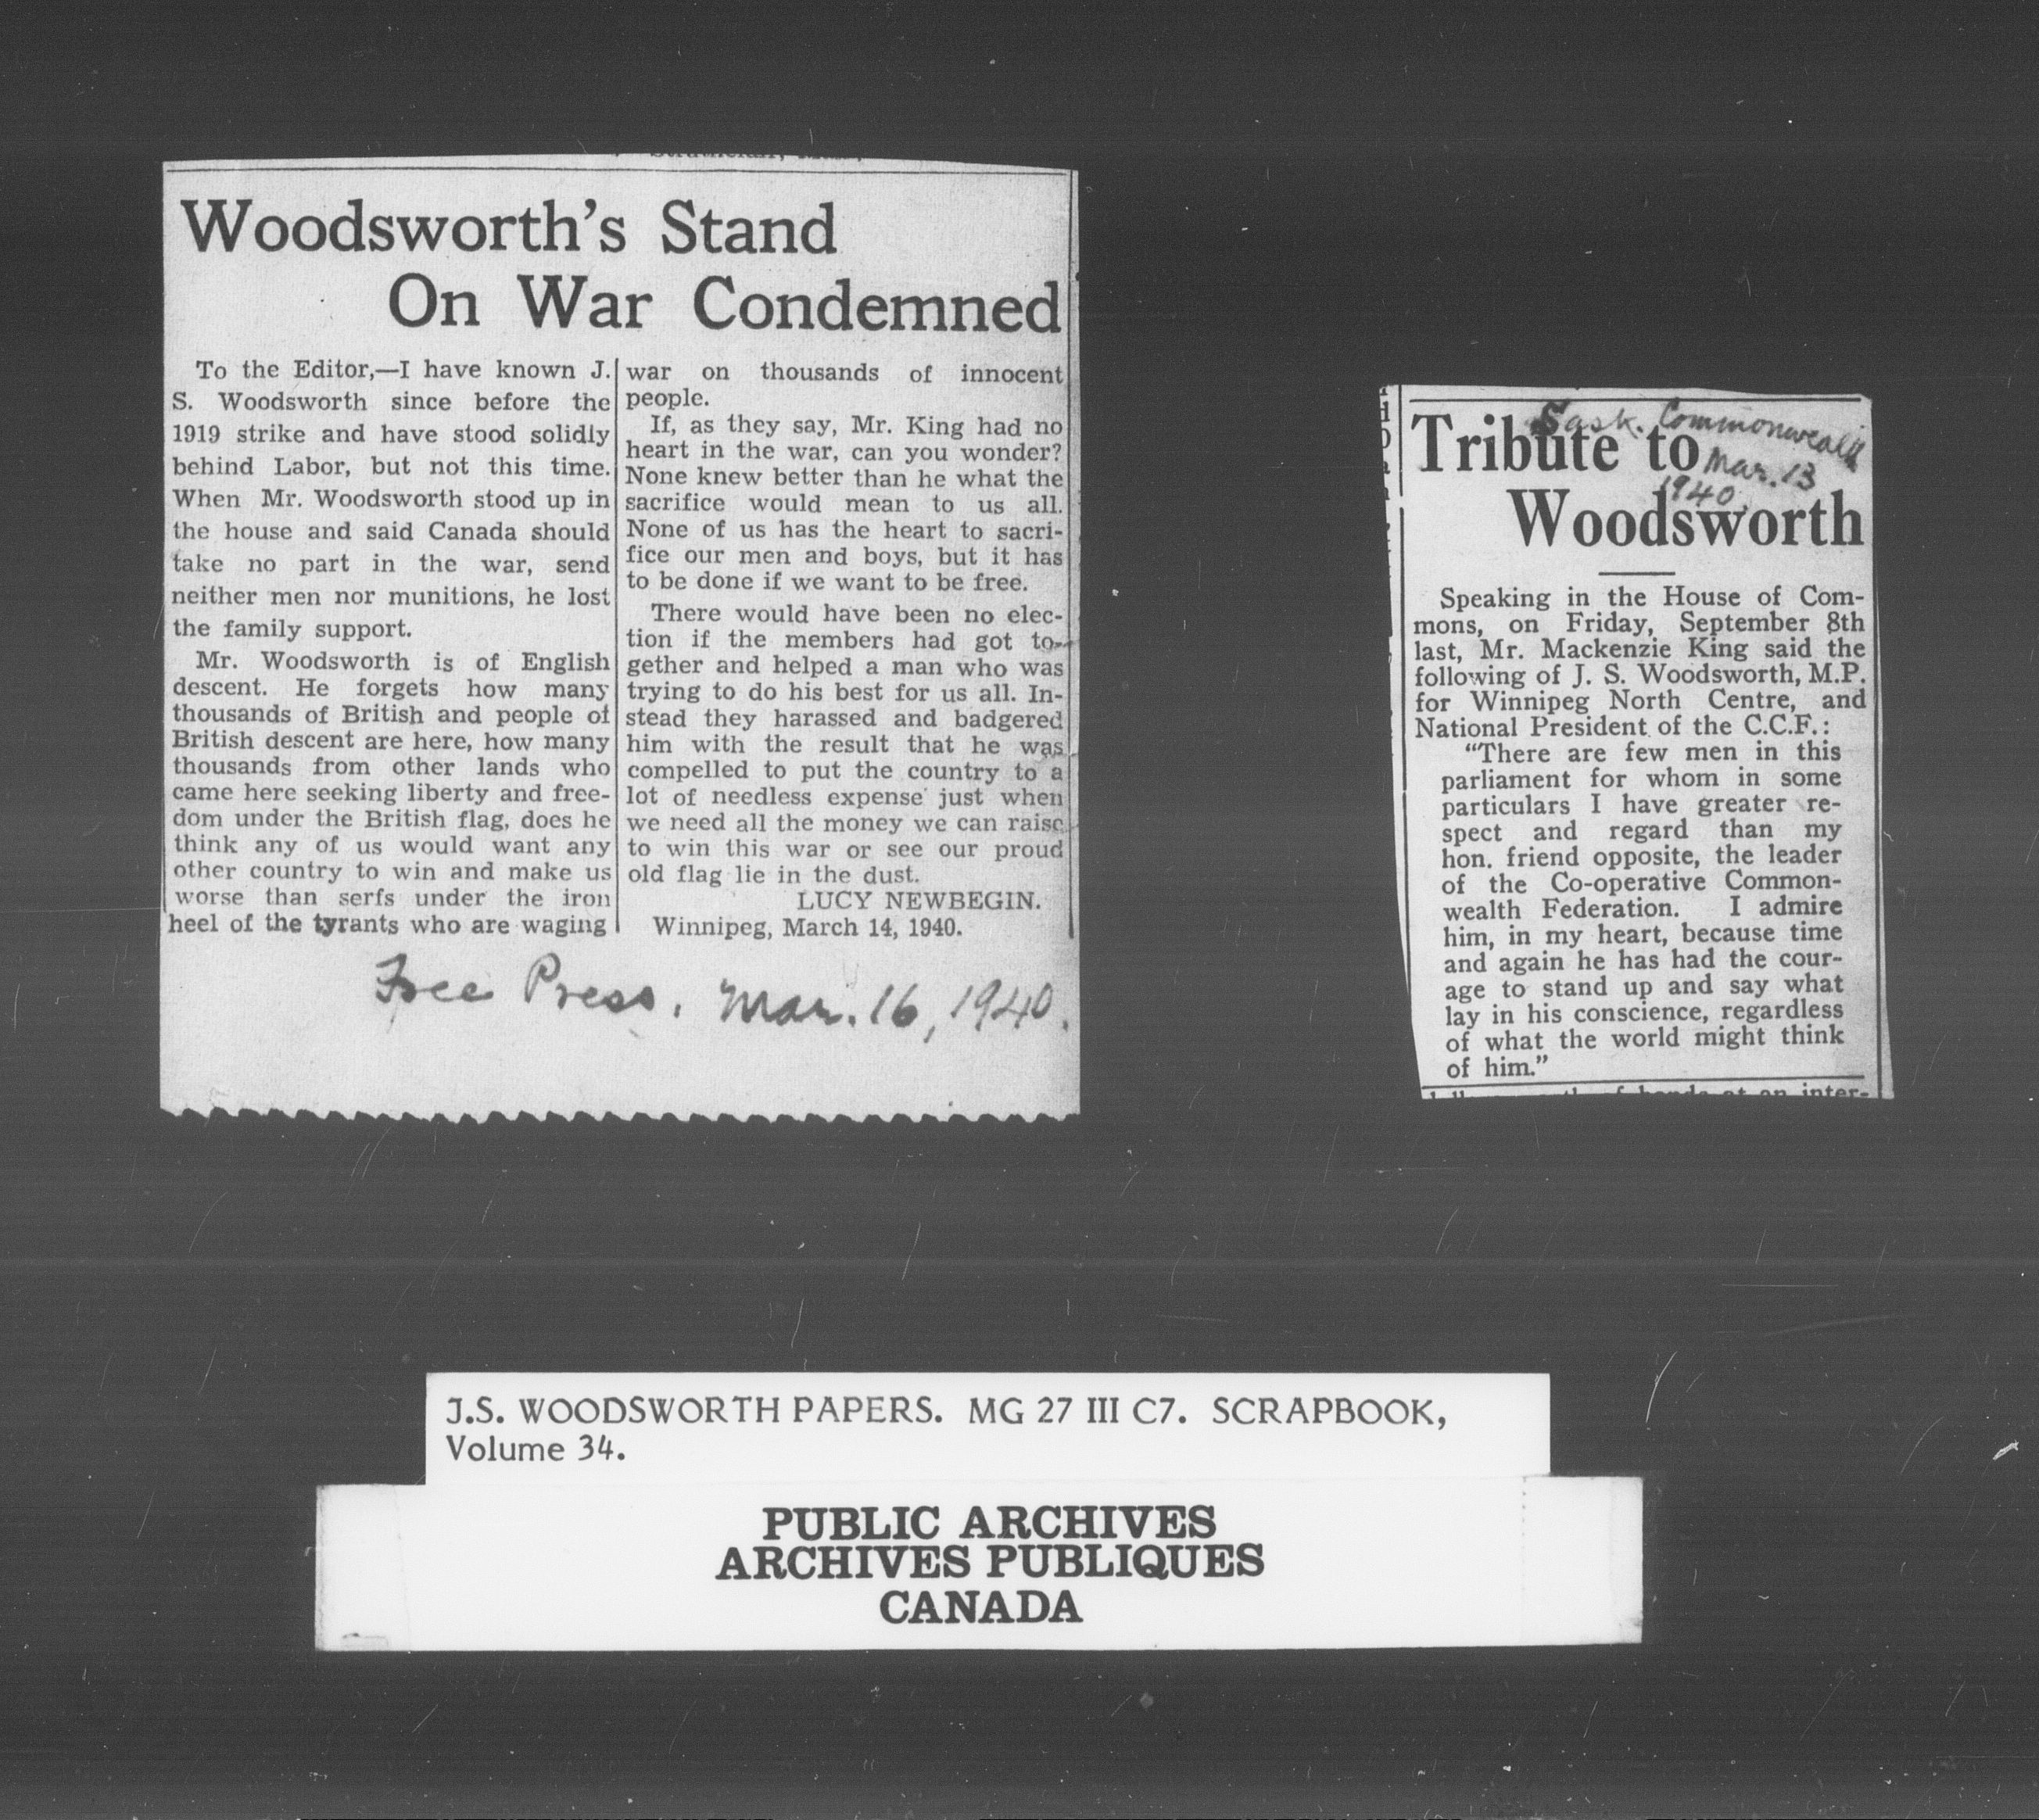 Woodsworth's Stand
On War Condemned
To the Editor,—I have known J.
S. Woodsworth since before the
1919 strike and have stood solidly
behind Labor, but not this time.
When Mr. Woodsworth stood up in
the house and said Canada should
take no part in the war, send
neither men nor munitions, he lost
the family support.
Mr. Woodsworth is of English
descent. He forgets how many
thousands of British and people of
British descent are here, how many
thousands from other lands who
came here seeking liberty and free-
dom under the British flag, does he
think any of us would want any
other country to win and make us
worse than serfs under the iron
heel of the tyrants who are waging
war on thousands of innocent
people.
If, as they say, Mr. King had no
heart in the war, can you wonder?
None knew better than he what the
sacrifice would mean to us all.
None of us has the heart to sacri-
fice our men and boys, but it has
to be done if we want to be free.
There would have been no elec-
tion if the members had got to-
gether and helped a man who was
trying to do his best for us all. In-
stead they harassed and badgered
him with the result that he was
compelled to put the country to a
lot of needless expense just when
we need all the money we can raise
to win this war or see our proud
old flag lie in the dust.
LUCY NEWBEGIN.
Winnipeg, March 14, 1940.
Free Press. Mar. 16, 1940.
Sask. Commonwealth
Mar. 13
1940
Tribute to
Woodsworth
Speaking in the House of Com-
mons, on Friday, September 8th
last, Mr. Mackenzie King said the
following of J. S. Woodsworth, M.P.
for Winnipeg North Centre, and
National President of the C.C.F.:
"There are few men in this
parliament for whom in some
particulars I have greater re-
spect and regard than my
hon. friend opposite, the leader
of the Co-operative Common-
wealth Federation. I admire
him, in my heart, because time
and again he has had the cour-
age to stand up and say what
lay in his conscience, regardless
of what the world might think
of him."
J.S. WOODSWORTH PAPERS. MG 27 III C7. SCRAPBOOK,
Volume 34.
PUBLIC ARCHIVES
ARCHIVES PUBLIQUES
CANADA